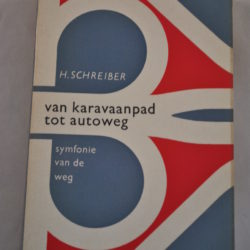 H. SCHREIBER
van karavaanpad
tot autoweg
symfonie
van de
weg